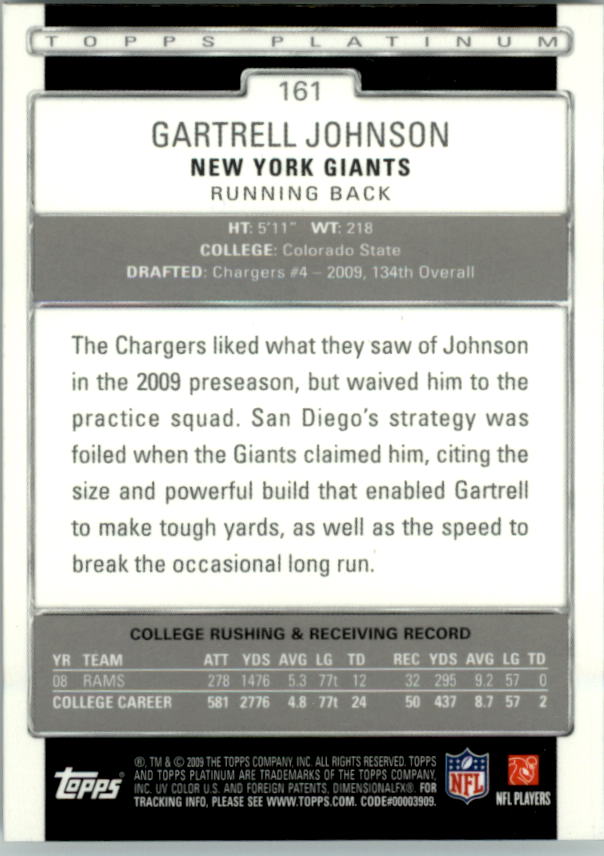 TOPPS PLATINUM
161
GARTRELL JOHNSON
NEW YORK GIANTS
RUNNING BACK
HT: 5'11" WT: 218
COLLEGE: Colorado State
DRAFTED: Chargers #4 – 2009, 134th Overall
The Chargers liked what they saw of Johnson
in the 2009 preseason, but waived him to the
practice squad. San Diego's strategy was
foiled when the Giants claimed him, citing the
size and powerful build that enabled Gartrell
to make tough yards, as well as the speed to
break the occasional long run.
COLLEGE RUSHING & RECEIVING RECORD
YR TEAM ATT YDS AVG LG TD REC YDS AVG LG TD
08 RAMS 278 1476 5.3 77t 12 32 295 9.2 57 0
COLLEGE CAREER 581 2776 4.8 77t 24 50 437 8.7 57 2
®, TM & © 2009 THE TOPPS COMPANY, INC. ALL RIGHTS RESERVED. TOPPS
AND TOPPS PLATINUM ARE TRADEMARKS OF THE TOPPS COMPANY,
INC. UV COLOR U.S. AND FOREIGN PATENTS, DIMENSIONALFX®. FOR
TRACKING INFO, PLEASE SEE WWW.TOPPS.COM. CODE#00003909.
Topps®
NFL
NFL PLAYERS